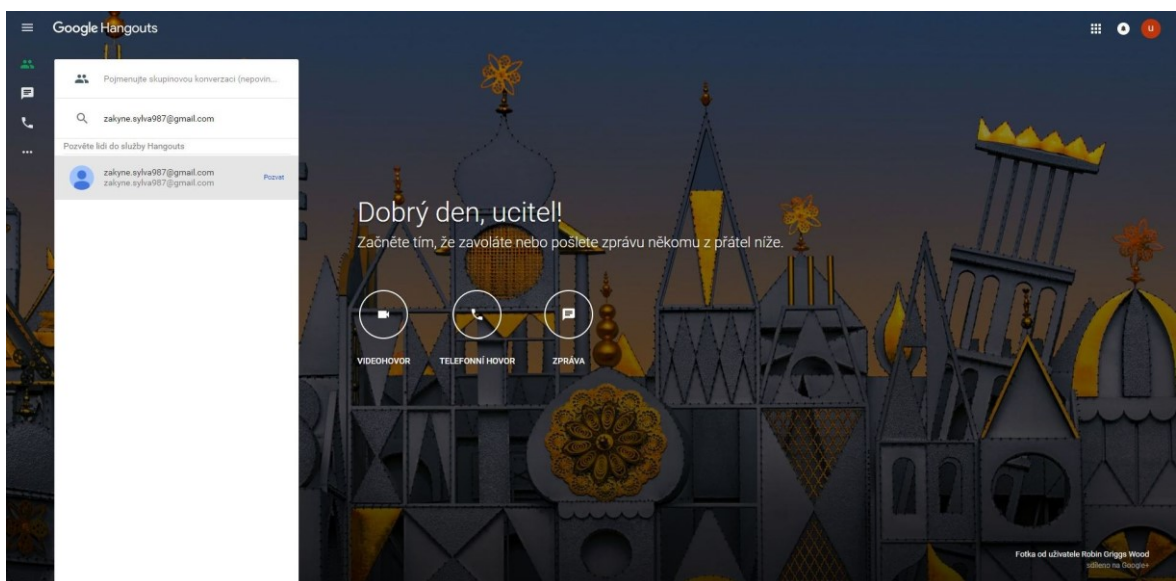 Google Hangouts
U
Pojmenujte skupinovou konverzaci (nepovin...
zakyne.sylva987@gmail.com
Pozvěte lidi do služby Hangouts
zakyne.sylva987@gmail.com
zakyne.sylva987@gmail.com
Pozvat
Dobrý den, ucitel!
Začněte tím, že zavoláte nebo pošlete zprávu někomu z přátel níže.
VIDEOHOVOR
TELEFONNÍ HOVOR
ZPRÁVA
Fotka od uživatele Robin Griggs Wood
sdíleno na Google+